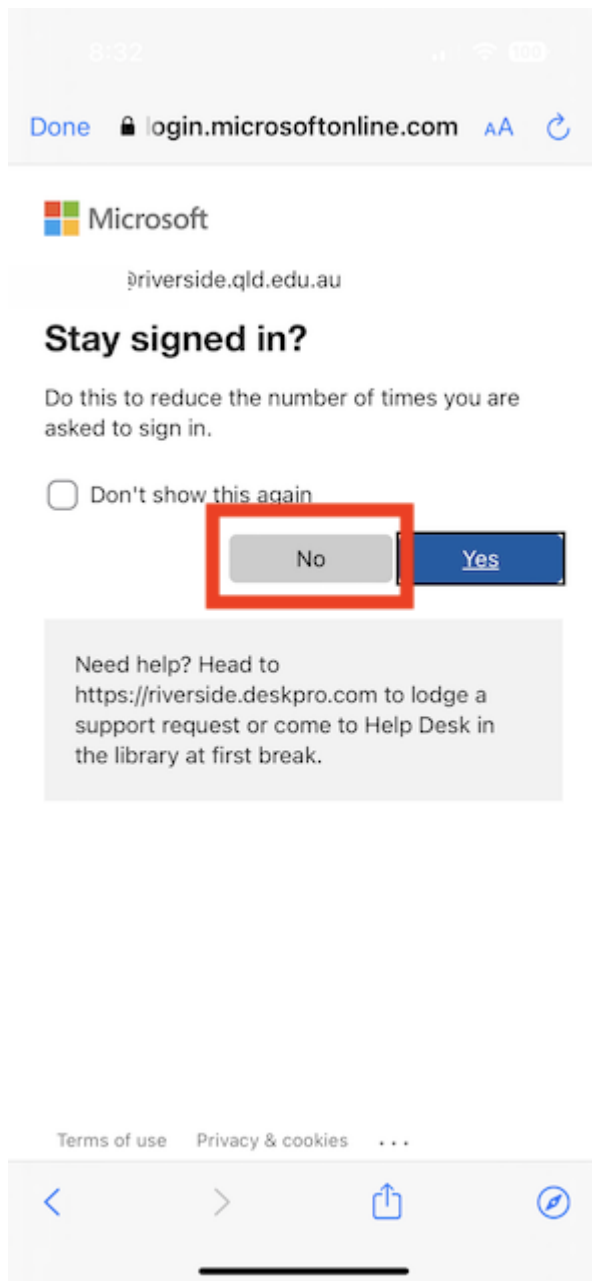 8:32
100
Done login.microsoftonline.com AA
Microsoft
@riverside.qld.edu.au
Stay signed in?
Do this to reduce the number of times you are
asked to sign in.
Don't show this again
No Yes
Need help? Head to
https://riverside.deskpro.com to lodge a
support request or come to Help Desk in
the library at first break.
Terms of use Privacy & cookies ...